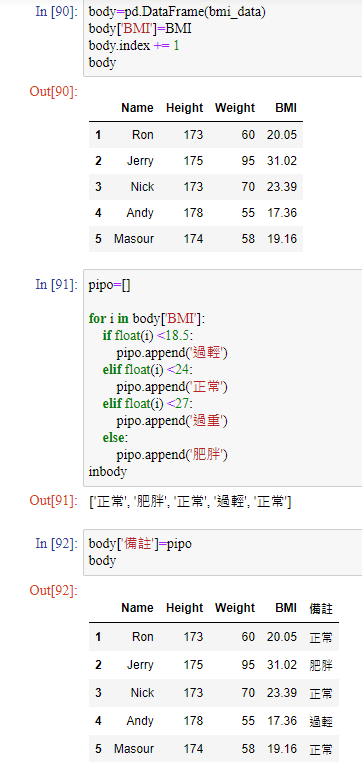 In [90]: body=pd.DataFrame(bmi_data)
body['BMI']=BMI
body.index += 1
body
Out[90]:
Name Height Weight BMI
1 Ron 173 60 20.05
2 Jerry 175 95 31.02
3 Nick 173 70 23.39
4 Andy 178 55 17.36
5 Masour 174 58 19.16
In [91]: pipo=[]
for i in body['BMI']:
if float(i) <18.5:
pipo.append('過輕')
elif float(i) <24:
pipo.append('正常')
elif float(i) <27:
pipo.append('過重')
else:
pipo.append('肥胖')
inbody
Out[91]: ['正常', '肥胖', '正常', '過輕', '正常']
In [92]: body['備註']=pipo
body
Out[92]:
Name Height Weight BMI 備註
1 Ron 173 60 20.05 正常
2 Jerry 175 95 31.02 肥胖
3 Nick 173 70 23.39 正常
4 Andy 178 55 17.36 過輕
5 Masour 174 58 19.16 正常